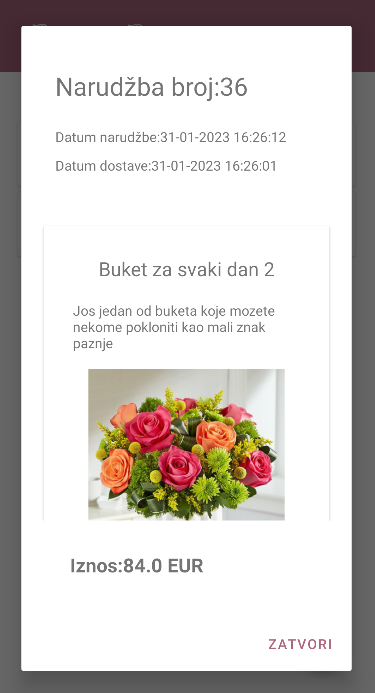 Narudžba broj:36
Datum narudžbe:31-01-2023 16:26:12
Datum dostave:31-01-2023 16:26:01
Buket za svaki dan 2
Jos jedan od buketa koje mozete
nekome pokloniti kao mali znak
paznje
Iznos:84.0 EUR
ZATVORI